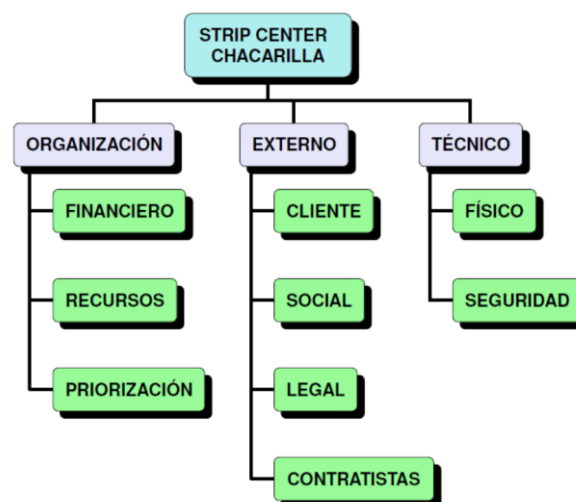 STRIP CENTER
CHACARILLA
ORGANIZACIÓN
EXTERNO
TÉCNICO
FINANCIERO
CLIENTE
FÍSICO
RECURSOS
SOCIAL
SEGURIDAD
PRIORIZACIÓN
LEGAL
CONTRATISTAS